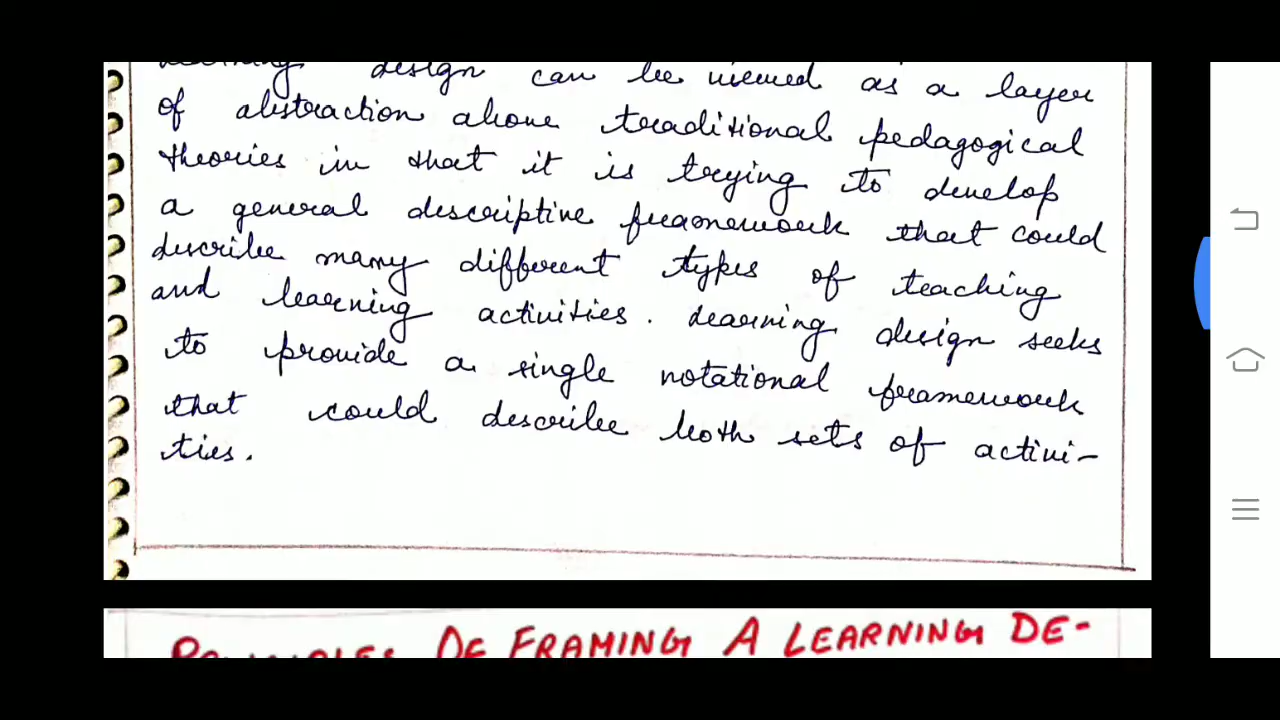 learning design can be viewed as a layer
of abstraction above traditional pedagogical
theories in that it is trying to develop
a general descriptive framework that could
describe many different types of teaching
and learning activities. Learning design seeks
to provide a single notational framework
that could describe both sets of activi-
ties.
PRINCIPLES OF FRAMING A LEARNING DE-